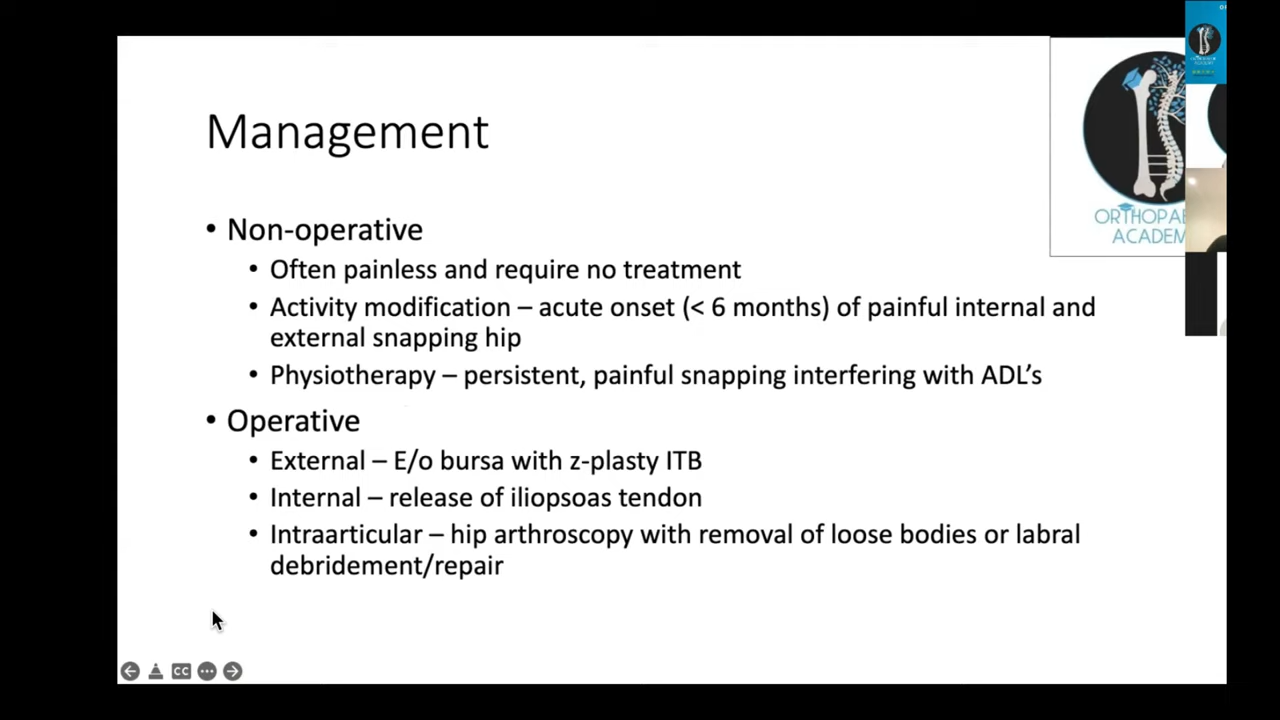 Management
• Non-operative
• Often painless and require no treatment
• Activity modification – acute onset (< 6 months) of painful internal and
external snapping hip
• Physiotherapy – persistent, painful snapping interfering with ADL’s
• Operative
• External – E/o bursa with z-plasty ITB
• Internal – release of iliopsoas tendon
• Intraarticular – hip arthroscopy with removal of loose bodies or labral
debridement/repair
ORTHOPAE
ACADEM
CC